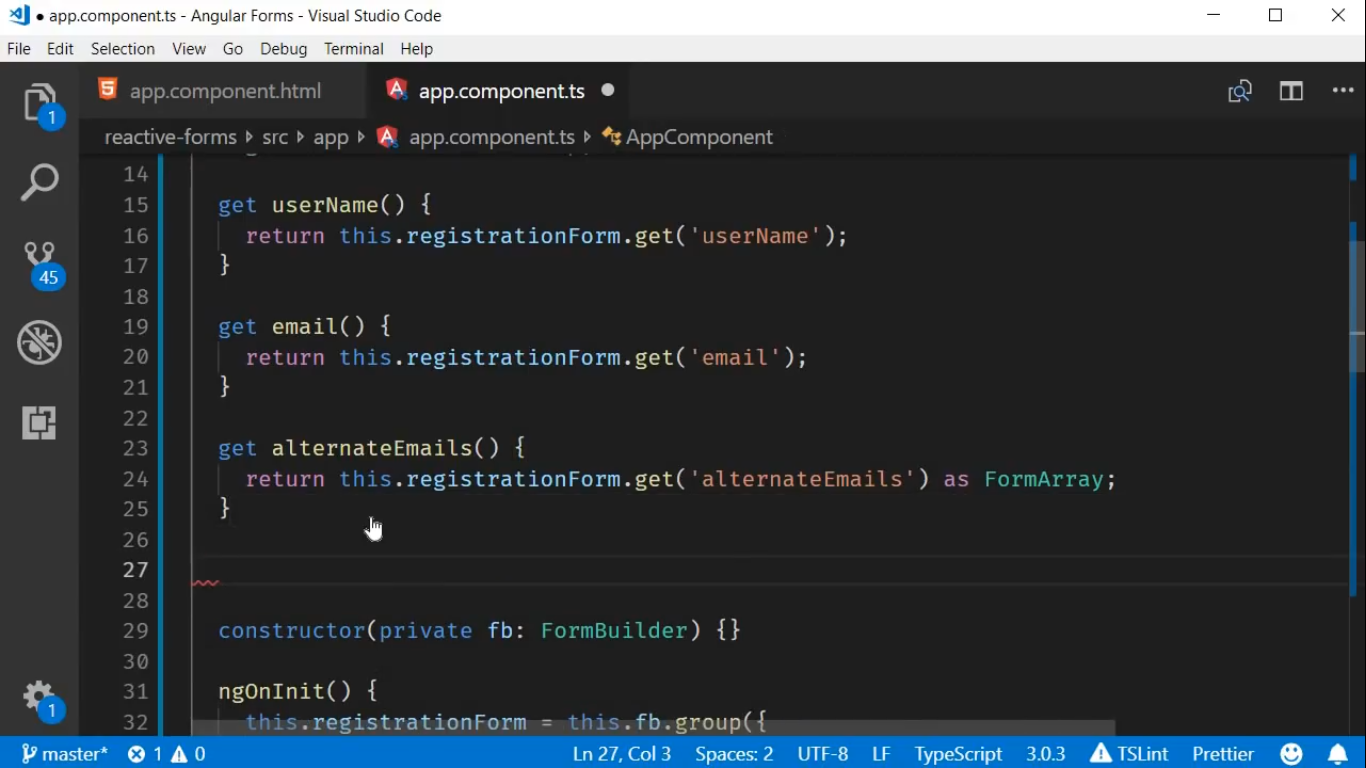 app.component.ts - Angular Forms - Visual Studio Code
File Edit Selection View Go Debug Terminal Help
app.component.html app.component.ts
reactive-forms src app app.component.ts AppComponent
1
14
15 get userName() {
16 return this.registrationForm.get('userName');
17 }
18
45
19 get email() {
20 return this.registrationForm.get('email');
21 }
22
23 get alternateEmails() {
24 return this.registrationForm.get('alternateEmails') as FormArray;
25 }
26
27
28
29 constructor(private fb: FormBuilder) {}
30
31 ngOnInit() {
1
32 this.registrationForm = this.fb.group({
master* 1 0 Ln 27, Col 3 Spaces: 2 UTF-8 LF TypeScript 3.0.3 TSLint Prettier